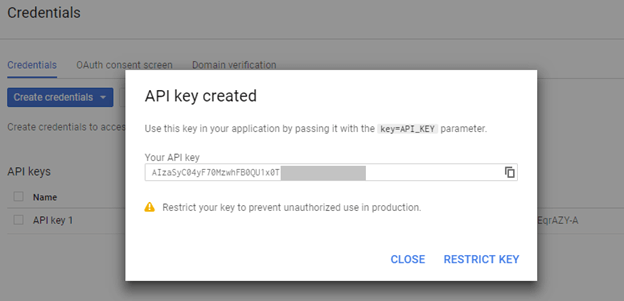 Credentials
Credentials OAuth consent screen Domain verification
Create credentials
Create credentials to acces
API keys
Name
API key 1
EqrAZY-A
API key created
Use this key in your application by passing it with the key=API_KEY parameter.
Your API key
AIzaSyC04yF70MzwhFB0QU1x0T
Restrict your key to prevent unauthorized use in production.
CLOSE RESTRICT KEY